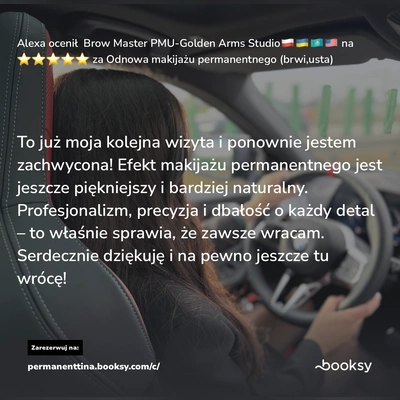 Alexa ocenił Brow Master PMU-Golden Arms Studio🇵🇱🇺🇦🇰🇿🇺🇸 na
⭐⭐⭐⭐⭐ za Odnowa makijażu permanentnego (brwi,usta)
To już moja kolejna wizyta i ponownie jestem
zachwycona! Efekt makijażu permanentnego jest
jeszcze piękniejszy i bardziej naturalny.
Profesjonalizm, precyzja i dbałość o każdy detal
– to właśnie sprawia, że zawsze wracam.
Serdecznie dziękuję i na pewno jeszcze tu
wrócę!
Zarezerwuj na:
permanenttina.booksy.com/c/
booksy